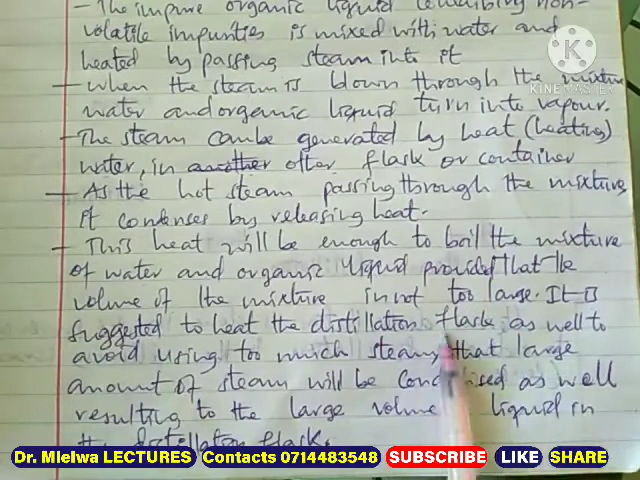 - The impure organic liquid containing non-
volatile impurities is mixed with water and
heated by passing steam into it
- when the steam is blown through the mixture
water and organic liquid turn into vapour.
- The steam can be generated by heat (heating)
water, in another other flask or container
- As the hot steam passing through the mixture,
it condenses by releasing heat.
- This heat will be enough to boil the mixture
of water and organic liquid provided that the
volume of the mixture is not too large. It is
suggested to heat the distillation flask, as well to
avoid using too much steam, that large
amount of steam will be condensed as well
resulting to the large volume liquid in
the distillation flask.
K
KINEMASTER
Dr. Mlelwa LECTURES Contacts 0714483548 SUBSCRIBE LIKE SHARE